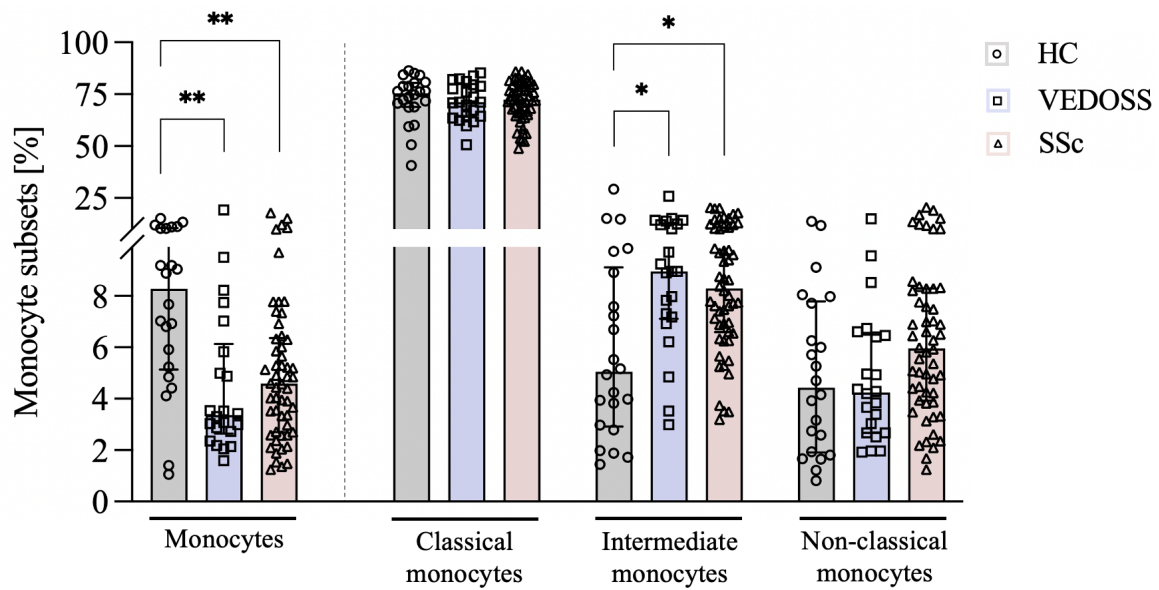 **
**
*
*
100
75
50
25
8
6
4
2
0
Monocyte subsets [%]
HC
VEDOSS
SSc
Monocytes
Classical
monocytes
Intermediate
monocytes
Non-classical
monocytes